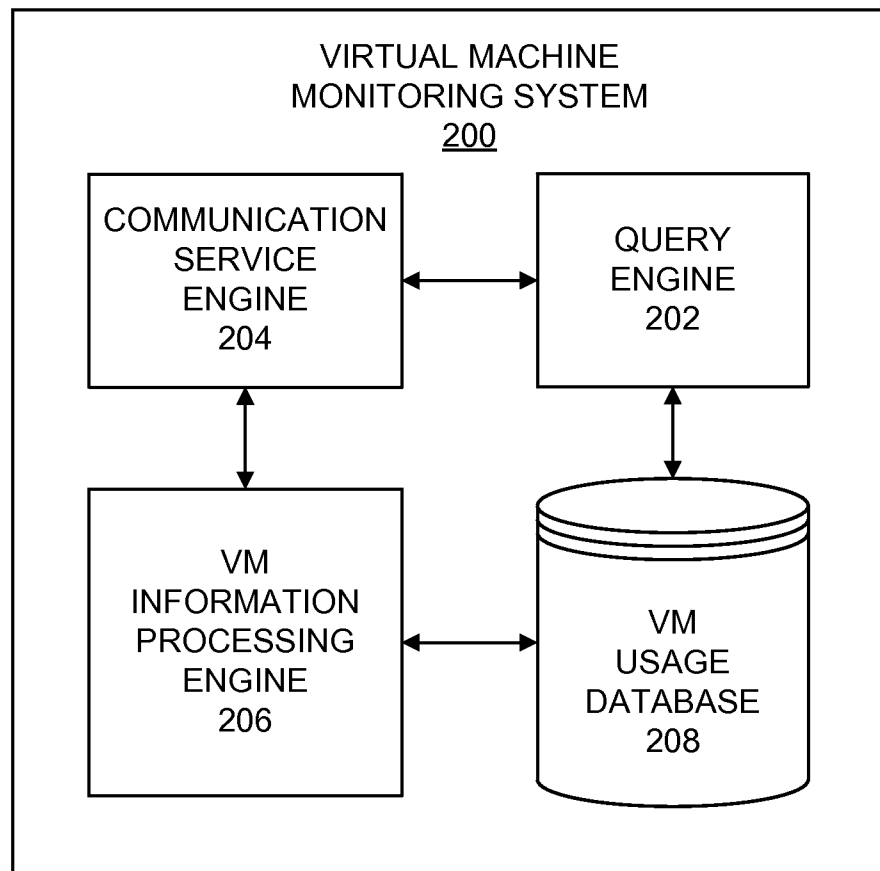 VIRTUAL MACHINE
MONITORING SYSTEM
200
COMMUNICATION
SERVICE
ENGINE
204
QUERY
ENGINE
202
VM
INFORMATION
PROCESSING
ENGINE
206
VM
USAGE
DATABASE
208